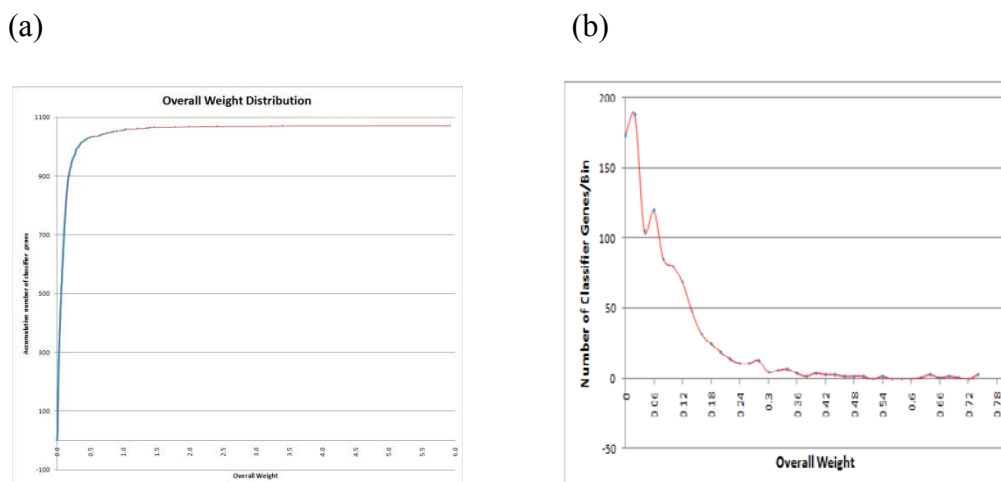 (a)
(b)
Overall Weight Distribution
1100
900
700
500
300
100
-100
Accumulative number of classifier genes
0.0 0.5 1.0 1.5 2.0 2.5 3.0 3.5 4.0 4.5 5.0 5.5 6.0
Overall Weight
200
150
100
50
0
-50
Number of Classifier Genes/Bin
0 0.06 0.12 0.18 0.24 0.3 0.36 0.42 0.48 0.54 0.6 0.66 0.72 0.78
Overall Weight